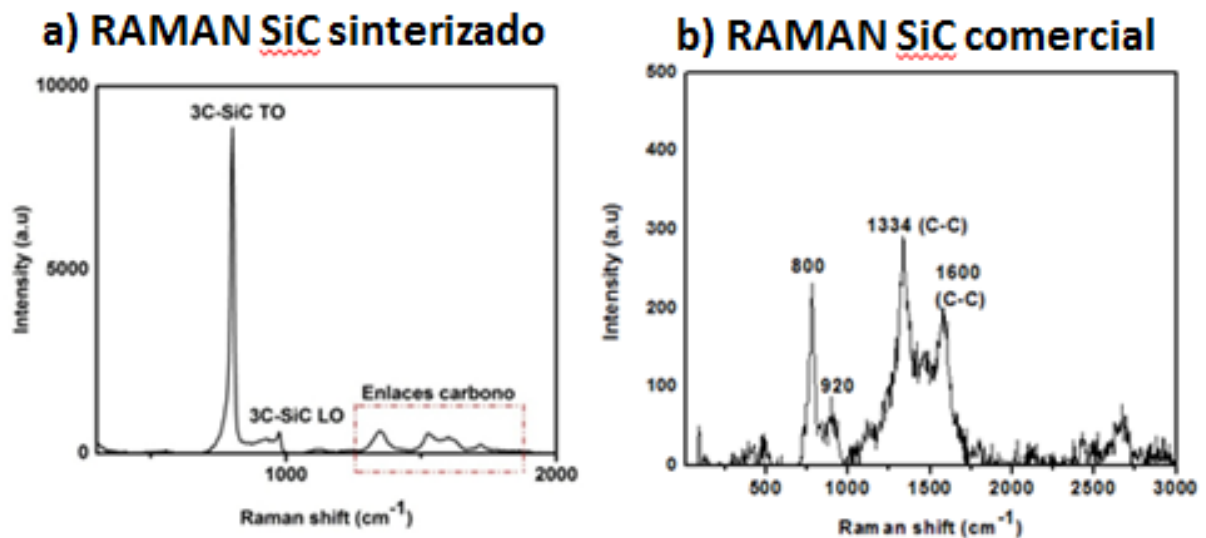 a) RAMAN SiC sinterizado
10000
3C-SiC TO
Intensity (a.u)
5000
Enlaces carbono
3C-SiC LO
0
1000
2000
Raman shift (cm⁻¹)
b) RAMAN SiC comercial
500
400
Intensity (a.u)
300
1334 (C-C)
1600
(C-C)
800
200
920
100
0
500
1000
1500
2000
2500
3000
Raman shift (cm⁻¹)